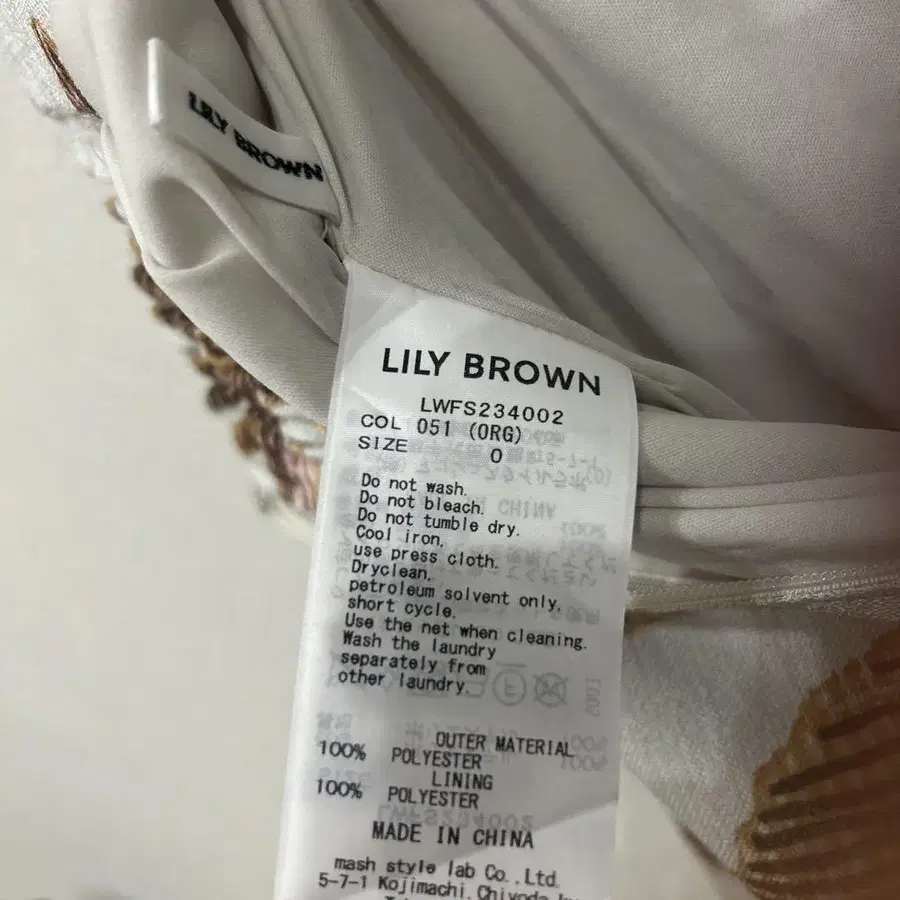 LILY BROWN
LILY BROWN
LWFS234002
COL 051 (ORG)
SIZE 0
Do not wash.
Do not bleach.
Do not tumble dry.
Cool iron.
use press cloth.
Dryclean,
petroleum solvent only,
short cycle.
Use the net when cleaning.
Wash the laundry
separately from
other laundry.
OUTER MATERIAL
100% POLYESTER
LINING
100% POLYESTER
MADE IN CHINA
mash style lab Co.,Ltd.
5-7-1 Kojimachi,Chiyoda